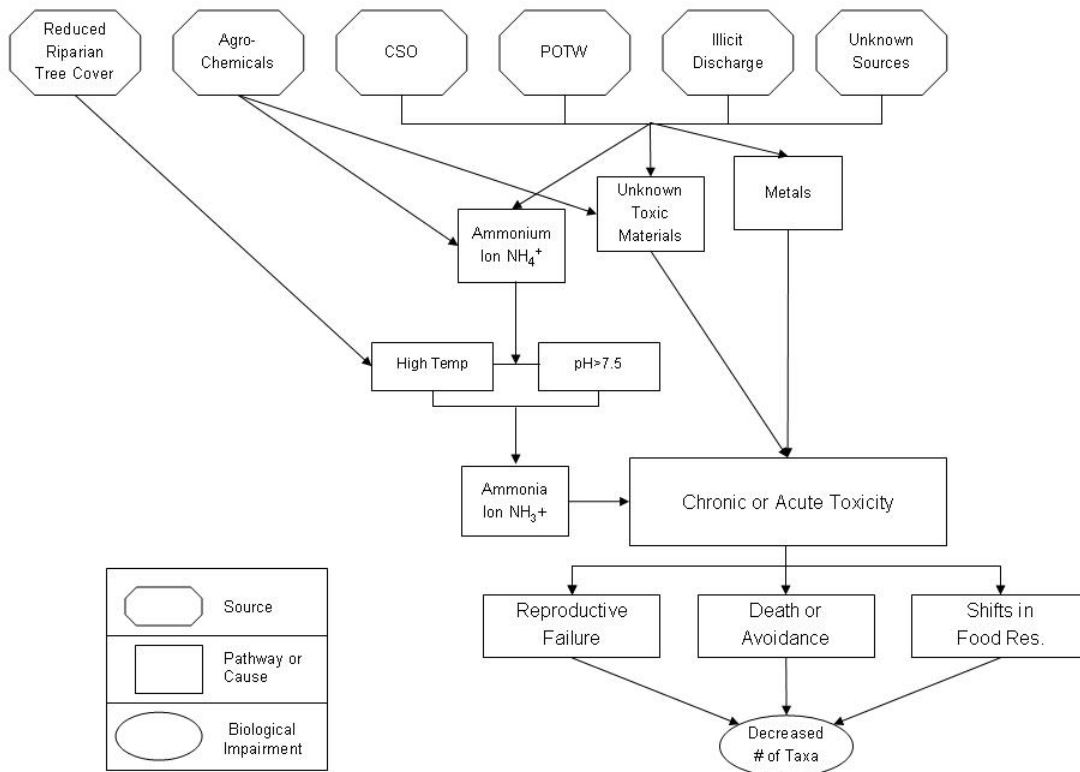 Reduced
Riparian
Tree Cover
Agro-
Chemicals
CSO
POTW
Illicit
Discharge
Unknown
Sources
Unknown
Toxic
Materials
Metals
Ammonium
Ion NH₄⁺
High Temp
pH>7.5
Ammonia
Ion NH₃+
Chronic or Acute Toxicity
Reproductive
Failure
Death or
Avoidance
Shifts in
Food Res.
Decreased
# of Taxa
Source
Pathway or
Cause
Biological
Impairment